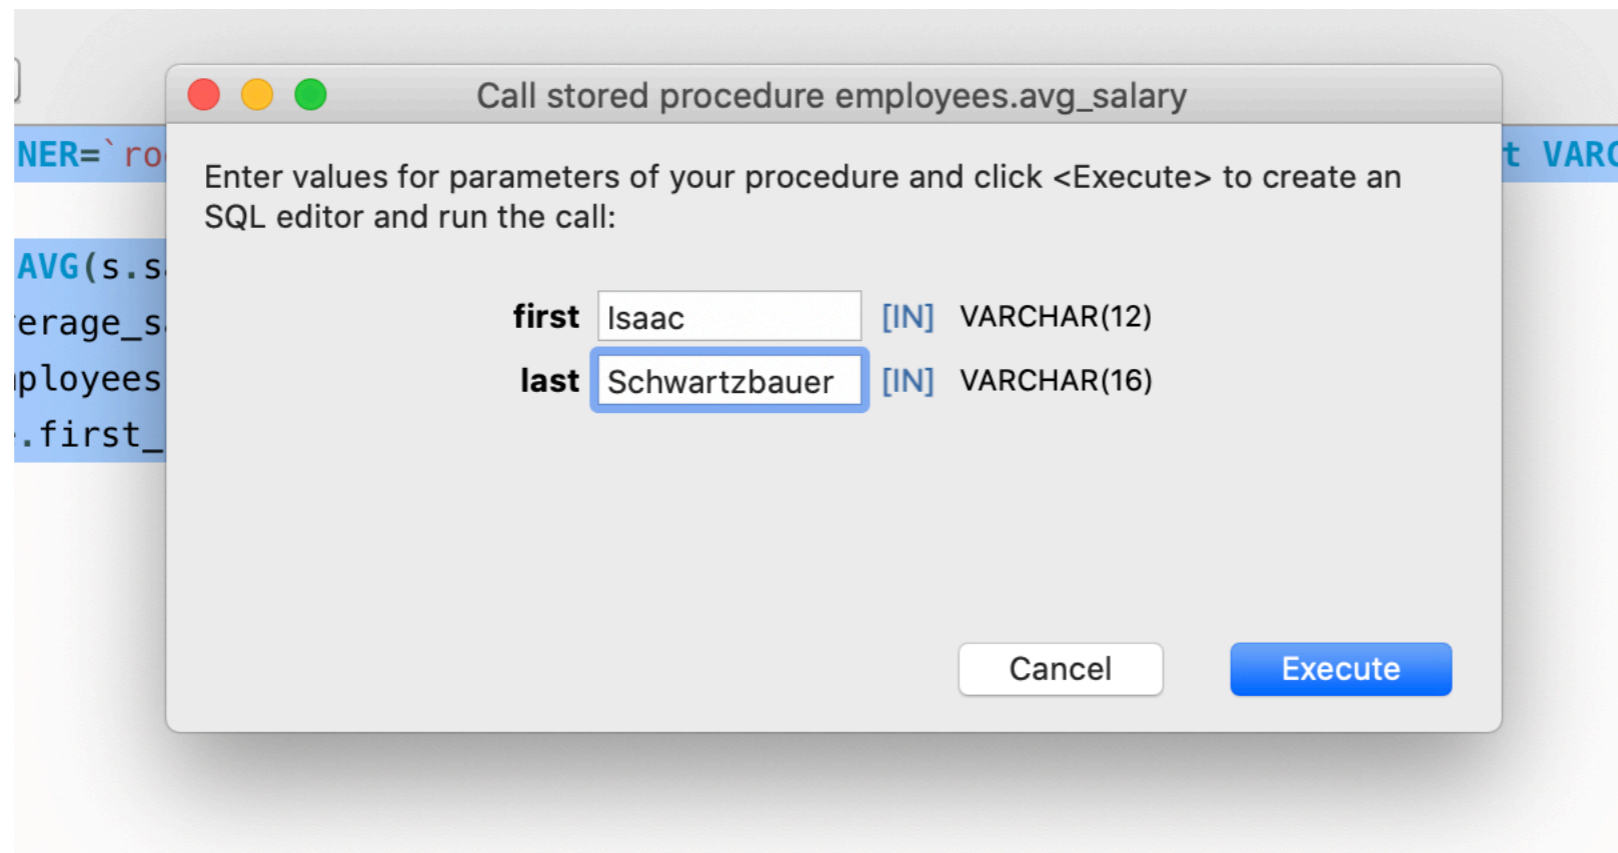 Call stored procedure employees.avg_salary
NER=`ro
t VARC
Enter values for parameters of your procedure and click <Execute> to create an
SQL editor and run the call:
AVG(s.s
erage_s
ployees
.first_
first Isaac [IN] VARCHAR(12)
last Schwartzbauer [IN] VARCHAR(16)
Cancel Execute